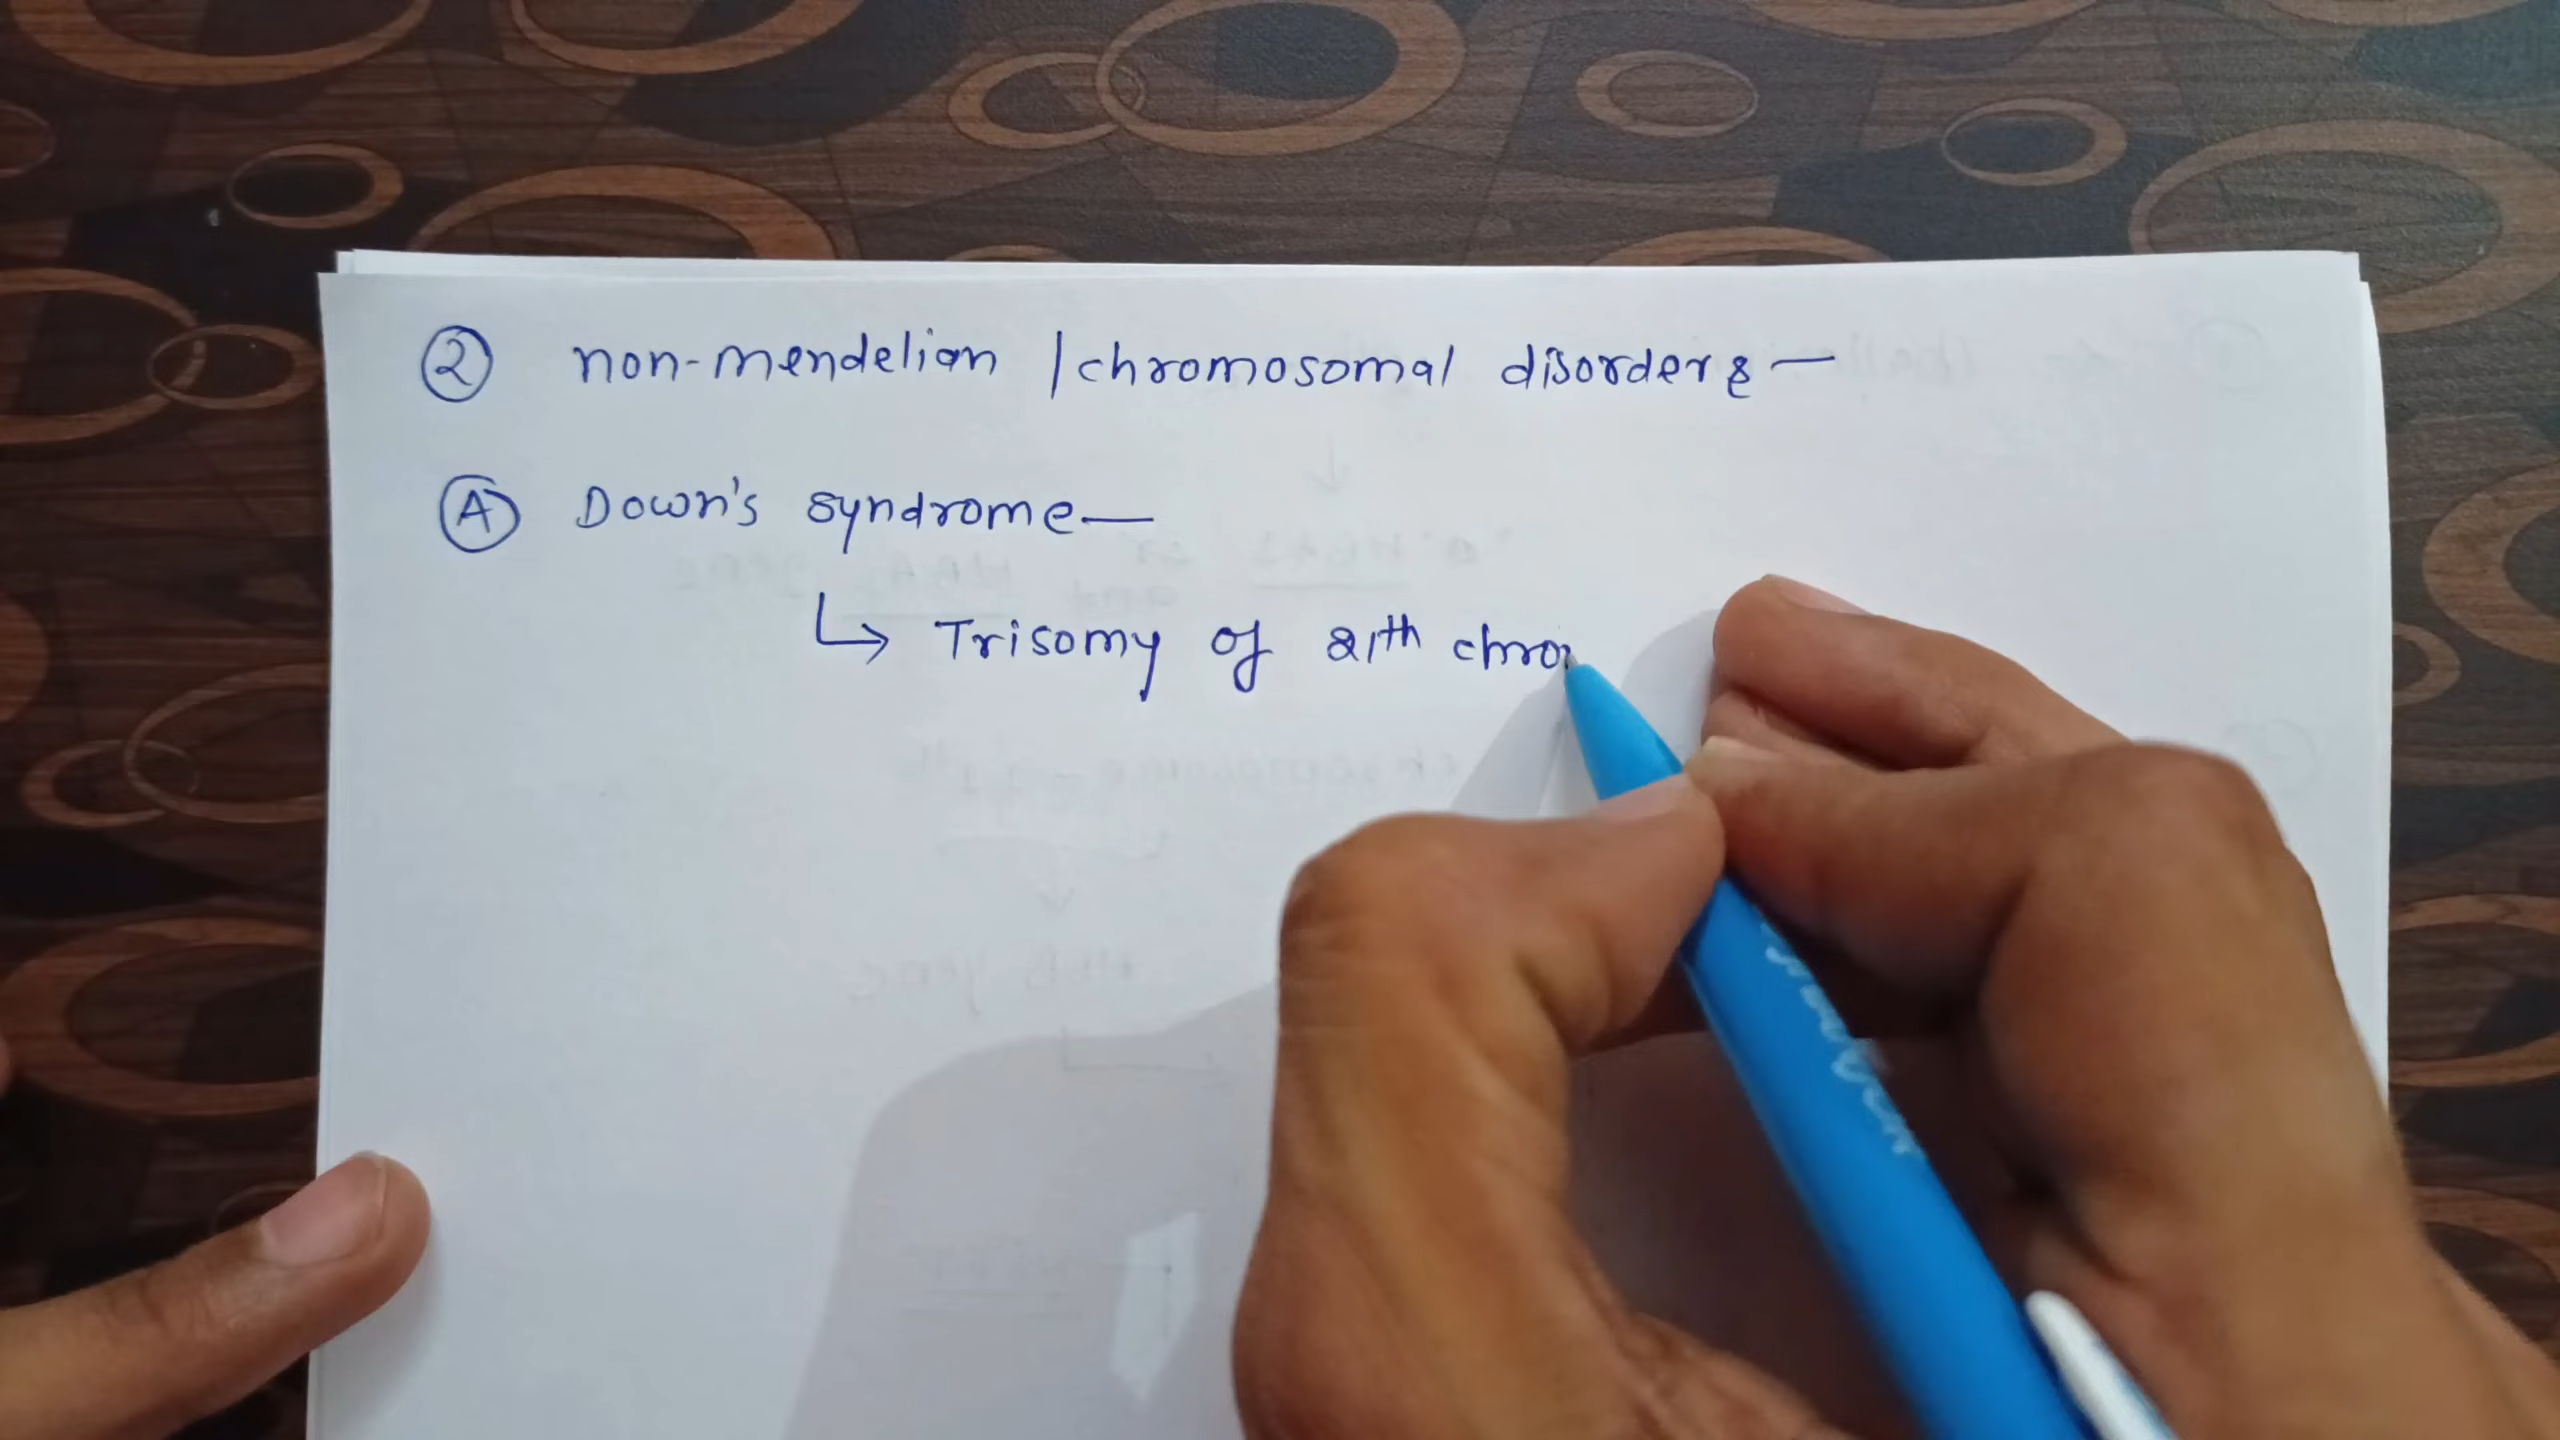 ② non-mendelian / chromosomal disorders —
Ⓐ Down's syndrome —
↳ Trisomy of 21th chro